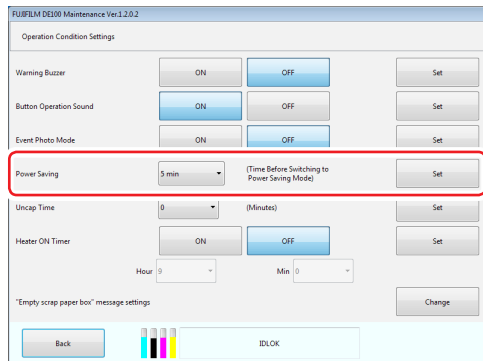 FUJIFILM DE100 Maintenance Ver.1.2.0.2
Operation Condition Settings
Warning Buzzer ON OFF Set
Button Operation Sound ON OFF Set
Event Photo Mode ON OFF Set
Power Saving 5 min (Time Before Switching to Power Saving Mode) Set
Uncap Time 0 (Minutes) Set
Heater ON Timer ON OFF Set
Hour 9 Min 0
"Empty scrap paper box" message settings Change
Back IDLOK